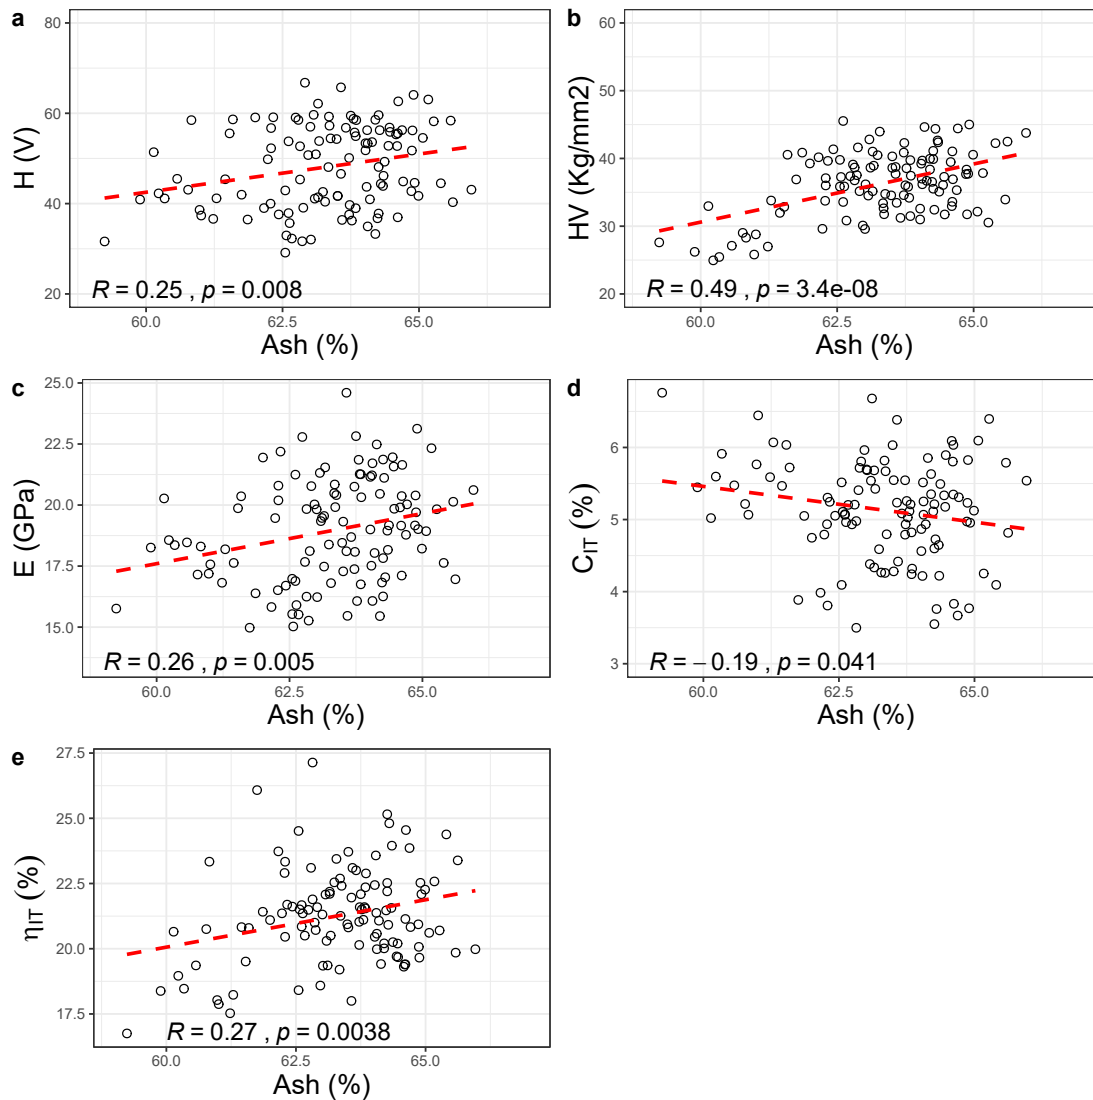 a
H (V)
80
60
40
20
R = 0.25 , p = 0.008
60.0 62.5 65.0
Ash (%)
b
HV (Kg/mm2)
60
50
40
30
20
R = 0.49 , p = 3.4e-08
60.0 62.5 65.0
Ash (%)
c
E (GPa)
25.0
22.5
20.0
17.5
15.0
R = 0.26 , p = 0.005
60.0 62.5 65.0
Ash (%)
d
C_IT (%)
6
5
4
3
R = −0.19 , p = 0.041
60.0 62.5 65.0
Ash (%)
e
η_IT (%)
27.5
25.0
22.5
20.0
17.5
R = 0.27 , p = 0.0038
60.0 62.5 65.0
Ash (%)